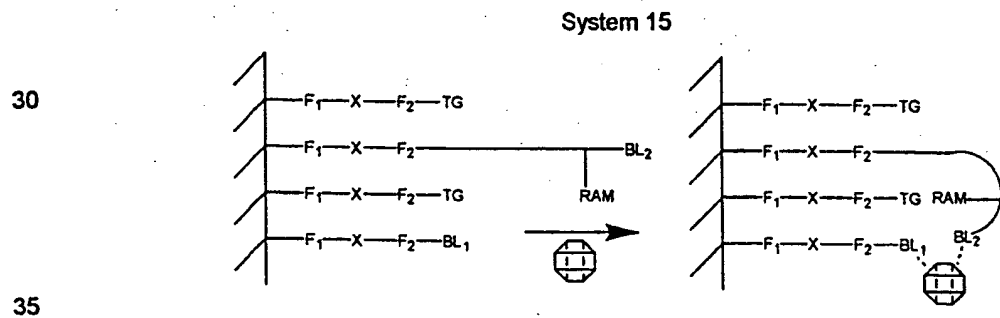 System 15
30
F₁—X—F₂—TG F₁—X—F₂—TG
F₁—X—F₂ BL₂ F₁—X—F₂
RAM
F₁—X—F₂—TG F₁—X—F₂—TG RAM
F₁—X—F₂—BL₁ F₁—X—F₂—BL₁ BL₂
35